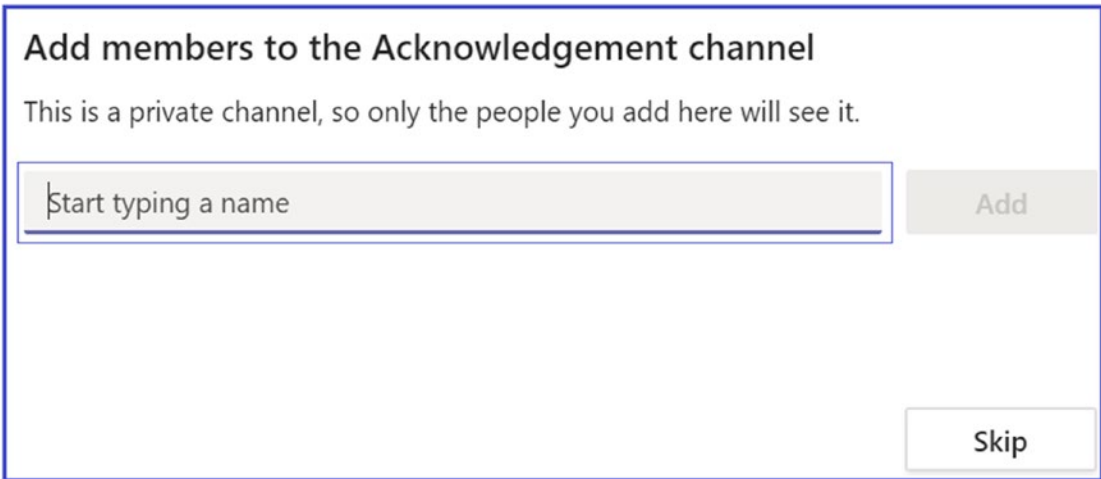 Add members to the Acknowledgement channel
This is a private channel, so only the people you add here will see it.
Start typing a name
Add
Skip